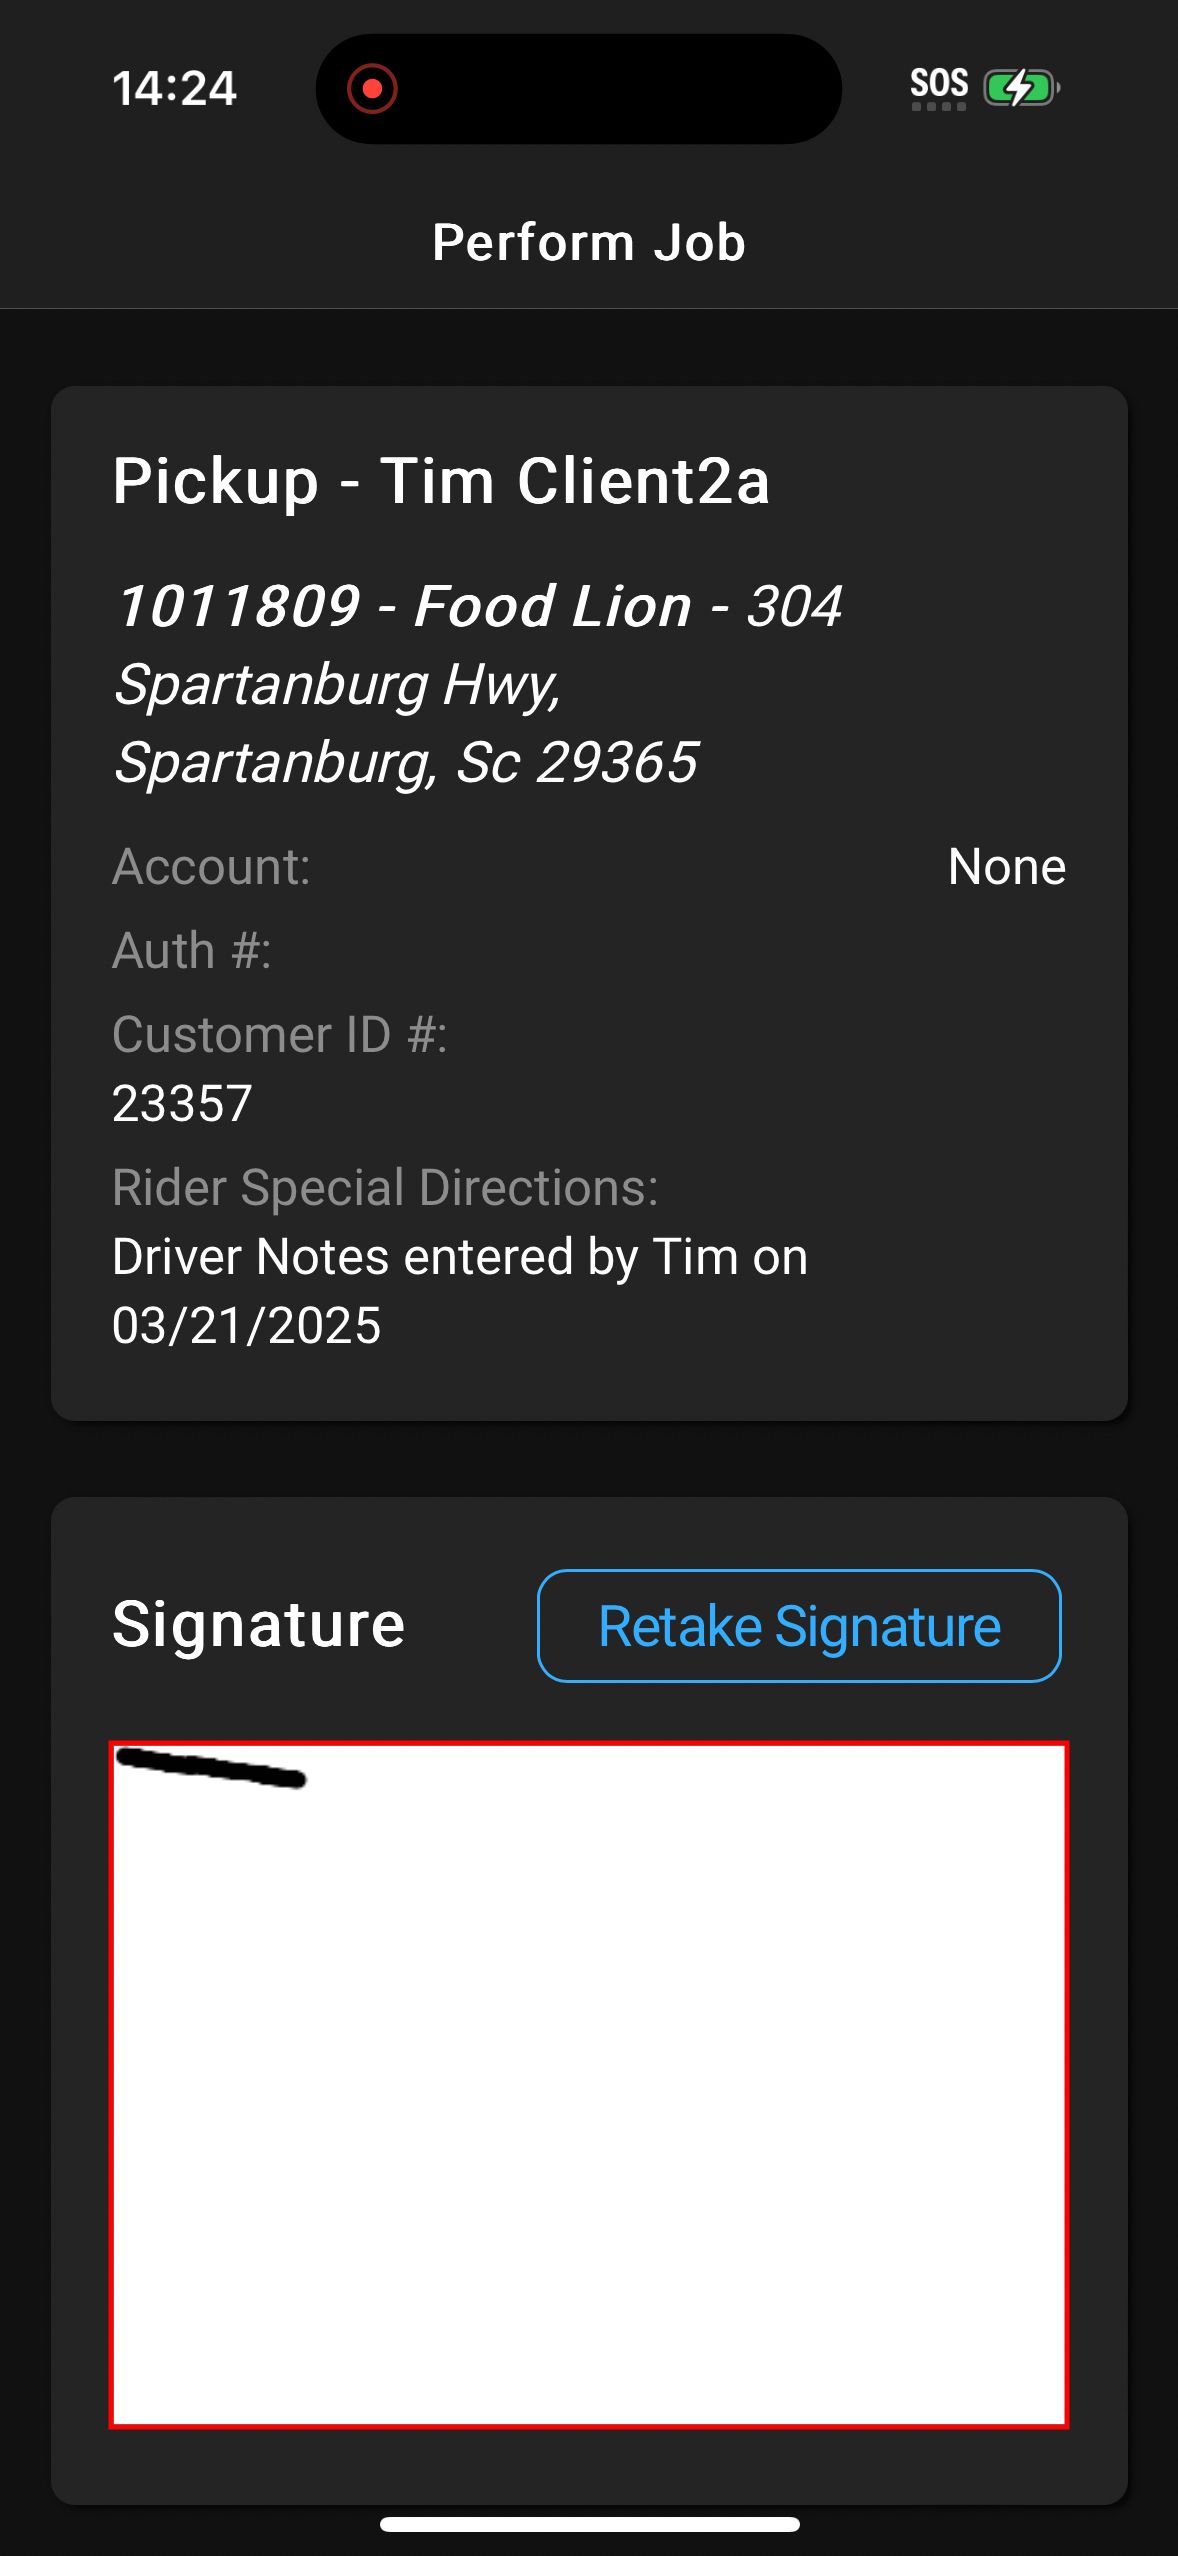 14:24
SOS
Perform Job
Pickup - Tim Client2a
1011809 - Food Lion - 304
Spartanburg Hwy,
Spartanburg, Sc 29365
Account: None
Auth #:
Customer ID #:
23357
Rider Special Directions:
Driver Notes entered by Tim on
03/21/2025
Signature
Retake Signature